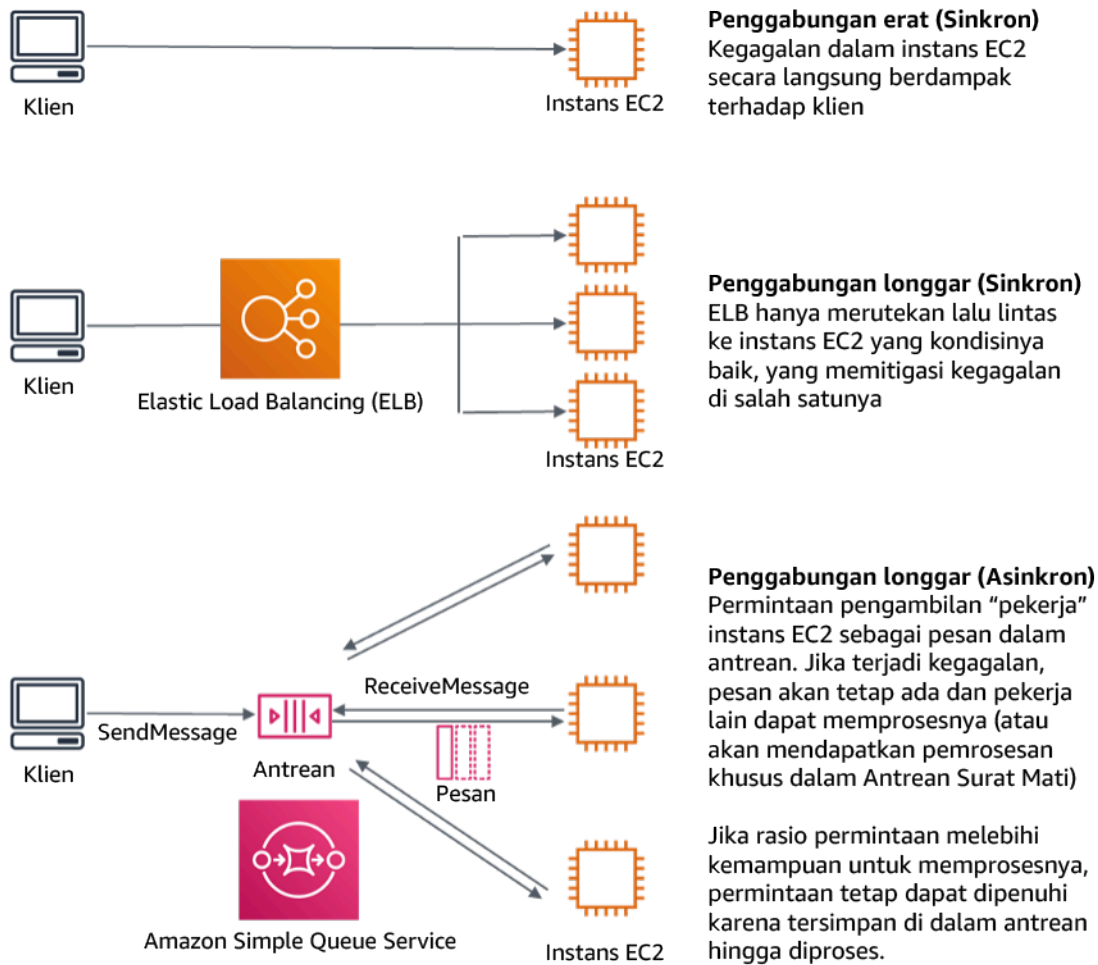 Klien
Instans EC2
Penggabungan erat (Sinkron)
Kegagalan dalam instans EC2
secara langsung berdampak
terhadap klien
Klien
Elastic Load Balancing (ELB)
Instans EC2
Penggabungan longgar (Sinkron)
ELB hanya merutekan lalu lintas
ke instans EC2 yang kondisinya
baik, yang memitigasi kegagalan
di salah satunya
Klien
SendMessage
Antrean
ReceiveMessage
Pesan
Amazon Simple Queue Service
Instans EC2
Penggabungan longgar (Asinkron)
Permintaan pengambilan “pekerja”
instans EC2 sebagai pesan dalam
antrean. Jika terjadi kegagalan,
pesan akan tetap ada dan pekerja
lain dapat memprosesnya (atau
akan mendapatkan pemrosesan
khusus dalam Antrean Surat Mati)
Jika rasio permintaan melebihi
kemampuan untuk memprosesnya,
permintaan tetap dapat dipenuhi
karena tersimpan di dalam antrean
hingga diproses.